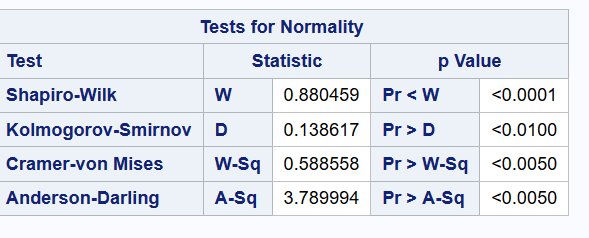 Tests for Normality
Test Statistic p Value
Shapiro-Wilk W 0.880459 Pr < W <0.0001
Kolmogorov-Smirnov D 0.138617 Pr > D <0.0100
Cramer-von Mises W-Sq 0.588558 Pr > W-Sq <0.0050
Anderson-Darling A-Sq 3.789994 Pr > A-Sq <0.0050